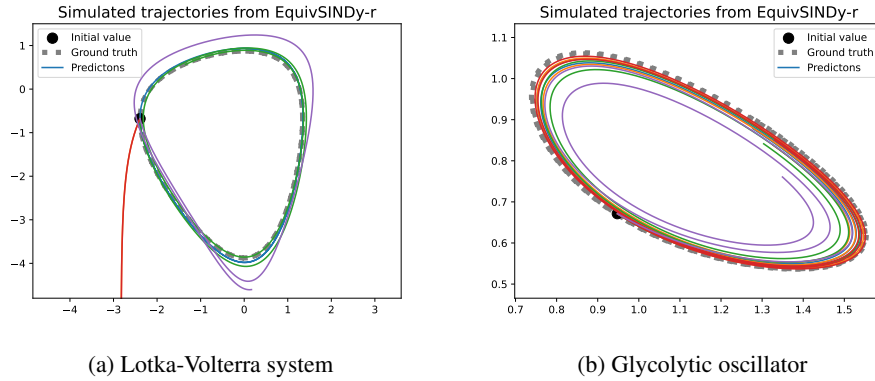 Simulated trajectories from EquivSINDy-r
Initial value
Ground truth
Predictons
1
0
−1
−2
−3
−4
−4 −3 −2 −1 0 1 2 3
(a) Lotka-Volterra system
Simulated trajectories from EquivSINDy-r
Initial value
Ground truth
Predictons
1.1
1.0
0.9
0.8
0.7
0.6
0.5
0.7 0.8 0.9 1.0 1.1 1.2 1.3 1.4 1.5
(b) Glycolytic oscillator